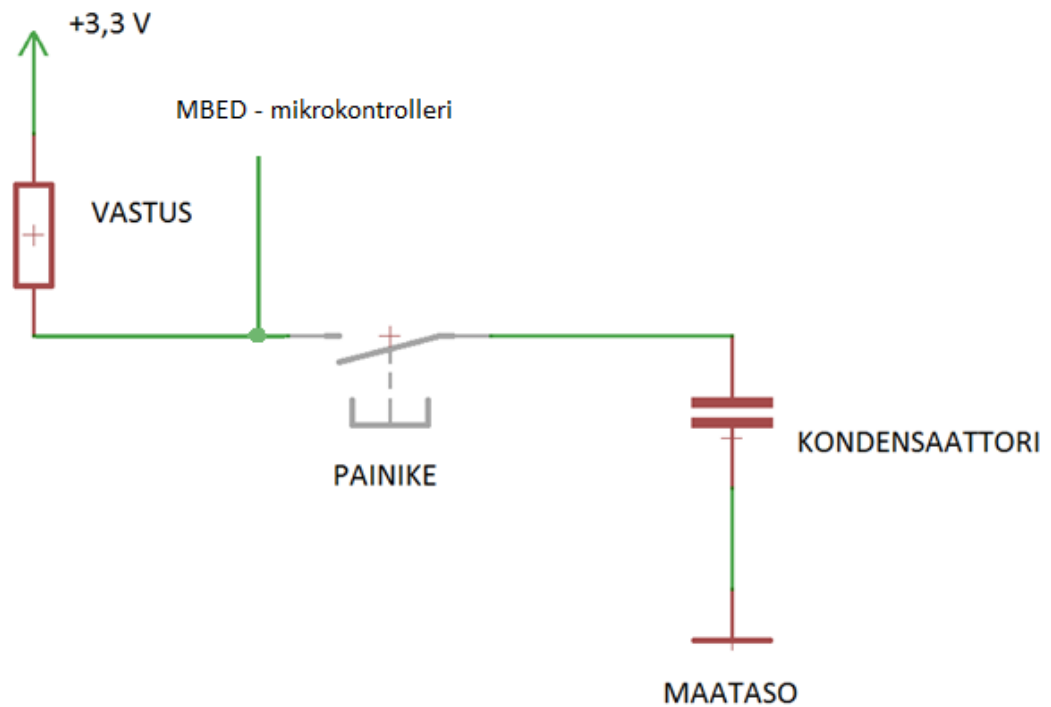 +3,3 V
MBED - mikrokontrolleri
VASTUS
PAINIKE
KONDENSAATTORI
MAATASO